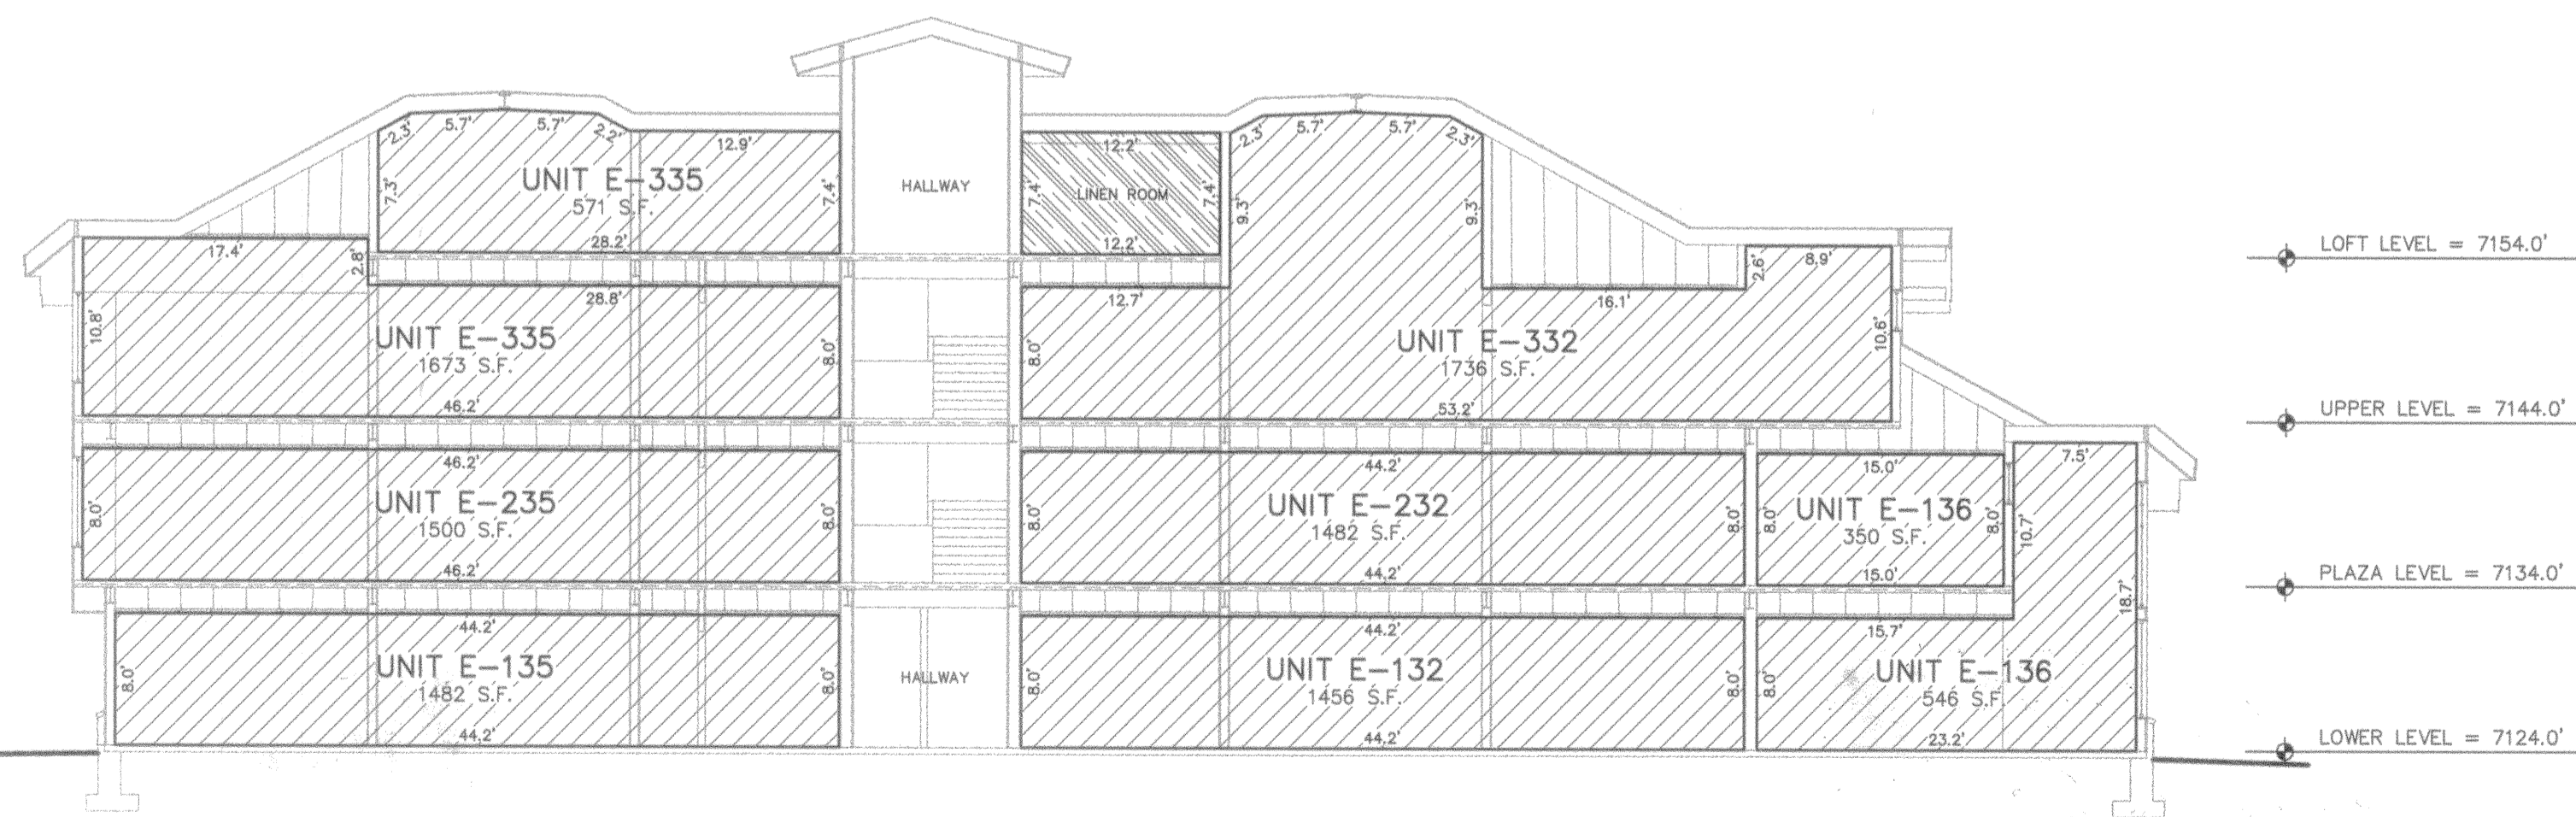 2.3'
5.7'
5.7'
2.2'
12.9'
7.3'
UNIT E-335
571 S.F.
7.4'
28.2'
HALLWAY
12.2'
7.4'
LINEN ROOM
7.4'
12.2'
2.3'
5.7'
5.7'
2.3'
9.3'
9.3'
17.4'
2.8'
28.8'
10.8'
UNIT E-335
1673 S.F.
8.0'
46.2'
12.7'
8.0'
16.1'
2.6'
8.9'
UNIT E-332
1736 S.F.
10.6'
53.2'
LOFT LEVEL = 7154.0'
UPPER LEVEL = 7144.0'
46.2'
8.0'
UNIT E-235
1500 S.F.
8.0'
46.2'
44.2'
8.0'
UNIT E-232
1482 S.F.
8.0'
44.2'
15.0'
8.0'
UNIT E-136
350 S.F.
8.0'
15.0'
7.5'
10.7'
18.7'
PLAZA LEVEL = 7134.0'
44.2'
8.0'
UNIT E-135
1482 S.F.
8.0'
44.2'
HALLWAY
44.2'
8.0'
UNIT E-132
1456 S.F.
8.0'
44.2'
15.7'
8.0'
UNIT E-136
546 S.F.
23.2'
LOWER LEVEL = 7124.0'